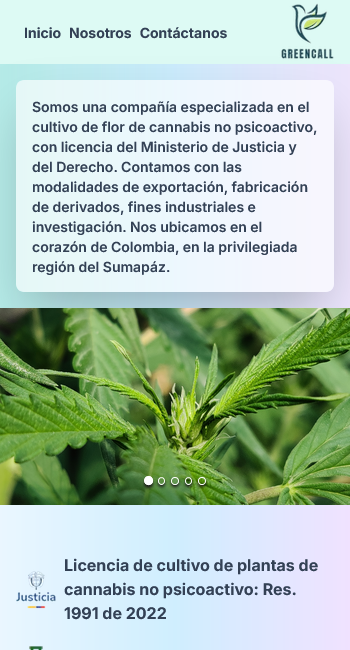 Inicio Nosotros Contáctanos
GREENCALL
Somos una compañía especializada en el
cultivo de flor de cannabis no psicoactivo,
con licencia del Ministerio de Justicia y
del Derecho. Contamos con las
modalidades de exportación, fabricación
de derivados, fines industriales e
investigación. Nos ubicamos en el
corazón de Colombia, en la privilegiada
región del Sumapáz.
Licencia de cultivo de plantas de
cannabis no psicoactivo: Res.
1991 de 2022
Justicia